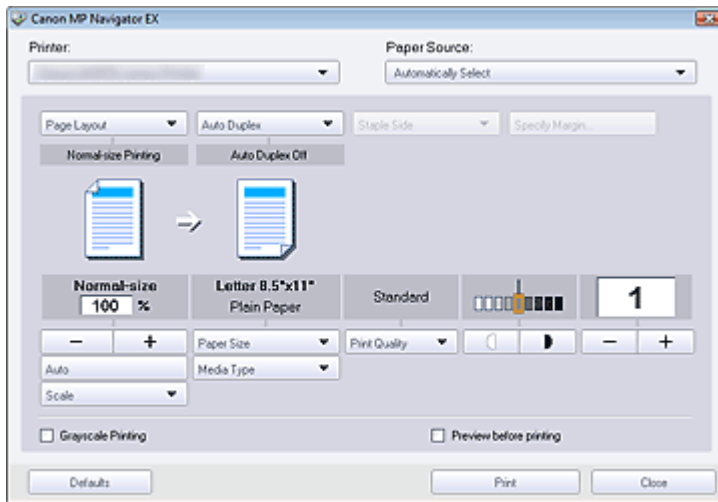 Canon MP Navigator EX
Printer:
Paper Source:
Automatically Select
Page Layout
Auto Duplex
Staple Side
Specify Margin...
Normal-size Printing
Auto Duplex Off
Normal-size
100 %
Letter 8.5"x11"
Plain Paper
Standard
1
- +
Paper Size
Print Quality
- +
Auto
Media Type
Scale
Grayscale Printing
Preview before printing
Defaults
Print
Close